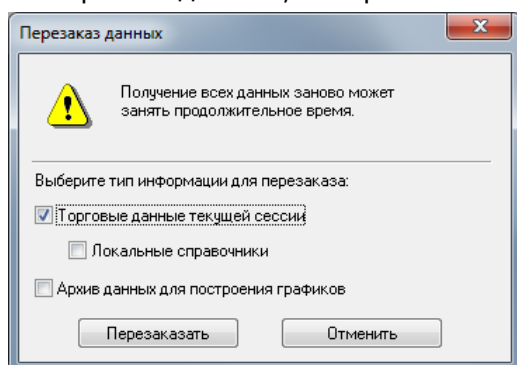 Перезаказ данных
Получение всех данных заново может
занять продолжительное время.
Выберите тип информации для перезаказа:
Торговые данные текущей сессии
Локальные справочники
Архив данных для построения графиков
Перезаказать
Отменить